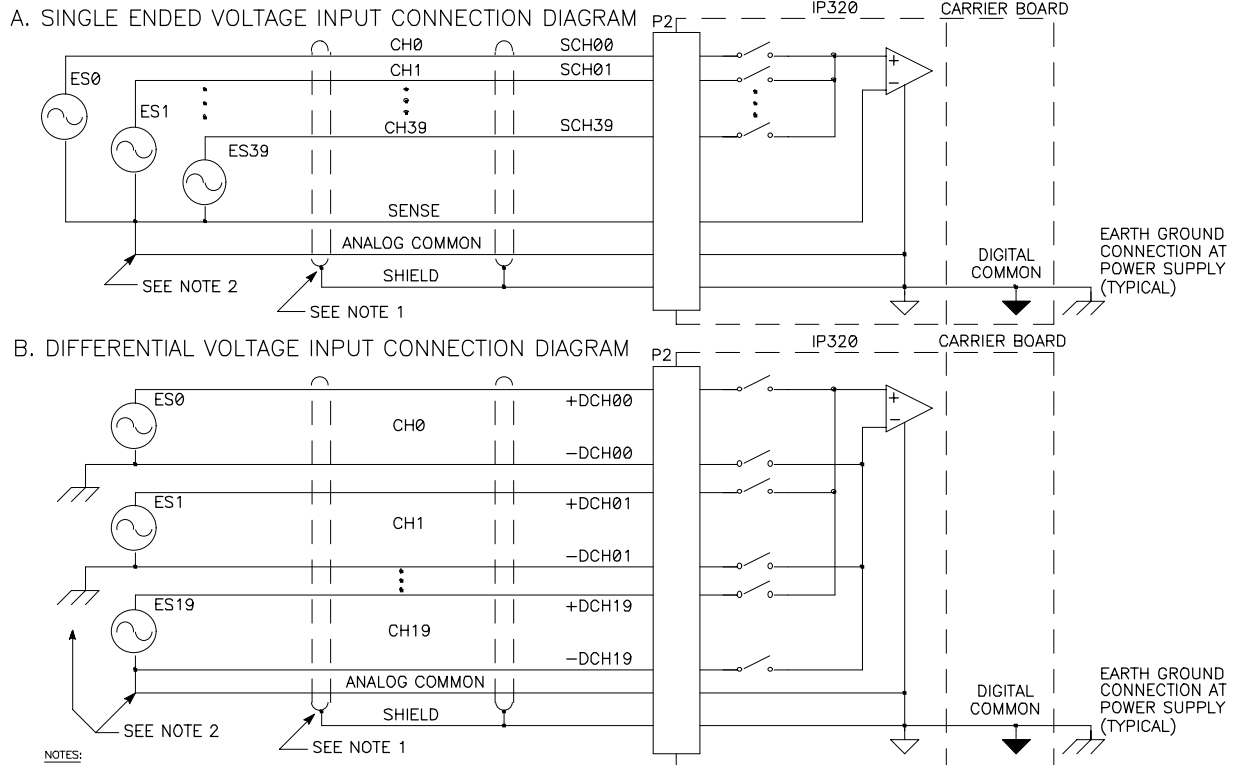 A. SINGLE ENDED VOLTAGE INPUT CONNECTION DIAGRAM
P2
IP320
CARRIER BOARD
CH0
SCH00
ES0
CH1
SCH01
ES1
CH39
SCH39
ES39
SENSE
ANALOG COMMON
SEE NOTE 2
SHIELD
SEE NOTE 1
+
−
DIGITAL
COMMON
EARTH GROUND
CONNECTION AT
POWER SUPPLY
(TYPICAL)
B. DIFFERENTIAL VOLTAGE INPUT CONNECTION DIAGRAM
P2
IP320
CARRIER BOARD
ES0
CH0
+DCH00
−DCH00
ES1
CH1
+DCH01
−DCH01
ES19
CH19
+DCH19
−DCH19
ANALOG COMMON
SEE NOTE 2
SHIELD
SEE NOTE 1
+
−
DIGITAL
COMMON
EARTH GROUND
CONNECTION AT
POWER SUPPLY
(TYPICAL)
NOTES: